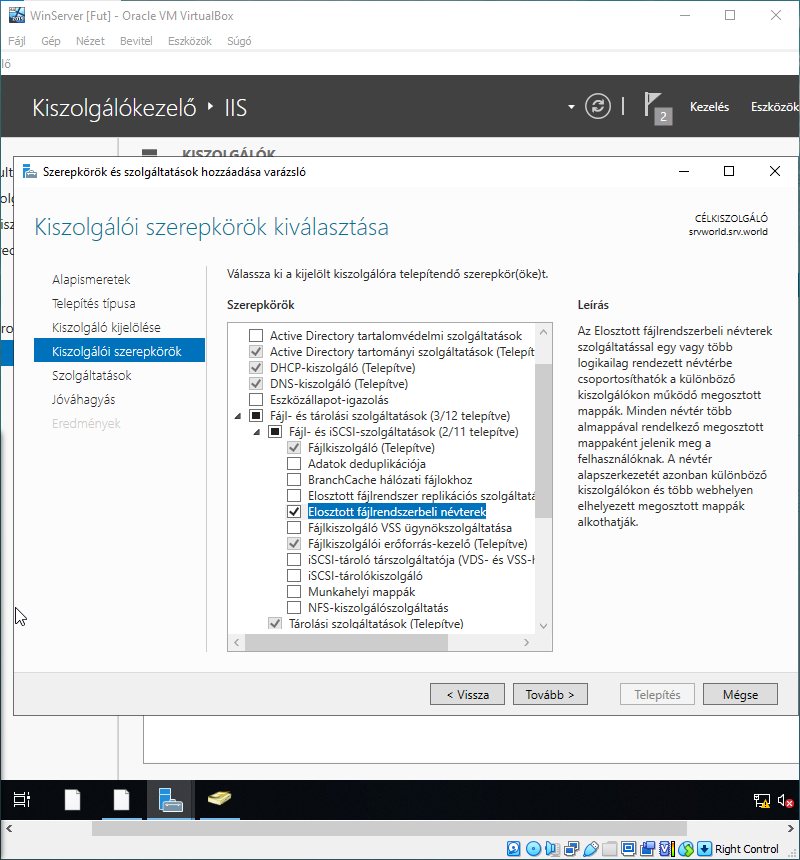 WinServer [Fut] - Oracle VM VirtualBox
Fájl Gép Nézet Bevitel Eszközök Súgó
lő
Kiszolgálókezelő ‣ IIS
2
Kezelés
Eszközök
KISZOLGÁLÓK
Szerepkörök és szolgáltatások hozzáadása varázsló
Kiszolgálói szerepkörök kiválasztása
CÉLKISZOLGÁLÓ
srvworld.srv.world
Alapismeretek
Telepítés típusa
Kiszolgáló kijelölése
Kiszolgálói szerepkörök
Szolgáltatások
Jóváhagyás
Eredmények
Válassza ki a kijelölt kiszolgálóra telepítendő szerepkör(öke)t.
Szerepkörök
Active Directory tartalomvédelmi szolgáltatások
Active Directory tartományi szolgáltatások (Telepít
DHCP-kiszolgáló (Telepítve)
DNS-kiszolgáló (Telepítve)
Eszközállapot-igazolás
Fájl- és tárolási szolgáltatások (3/12 telepítve)
Fájl- és iSCSI-szolgáltatások (2/11 telepítve)
Fájlkiszolgáló (Telepítve)
Adatok deduplikációja
BranchCache hálózati fájlokhoz
Elosztott fájlrendszer replikációs szolgáltatá
Elosztott fájlrendszerbeli névterek
Fájlkiszolgáló VSS ügynökszolgáltatása
Fájlkiszolgálói erőforrás-kezelő (Telepítve)
iSCSI-tároló társzolgáltatója (VDS- és VSS-h
iSCSI-tárolókiszolgáló
Munkahelyi mappák
NFS-kiszolgálószolgáltatás
Tárolási szolgáltatások (Telepítve)
Leírás
Az Elosztott fájlrendszerbeli névterek
szolgáltatással egy vagy több
logikailag rendezett névtérbe
csoportosíthatók a különböző
kiszolgálókon működő megosztott
mappák. Minden névtér több
almappával rendelkező megosztott
mappaként jelenik meg a
felhasználóknak. A névtér
alapszerkezetét azonban különböző
kiszolgálókon és több webhelyen
elhelyezett megosztott mappák
alkothatják.
< Vissza
Tovább >
Telepítés
Mégse
Right Control